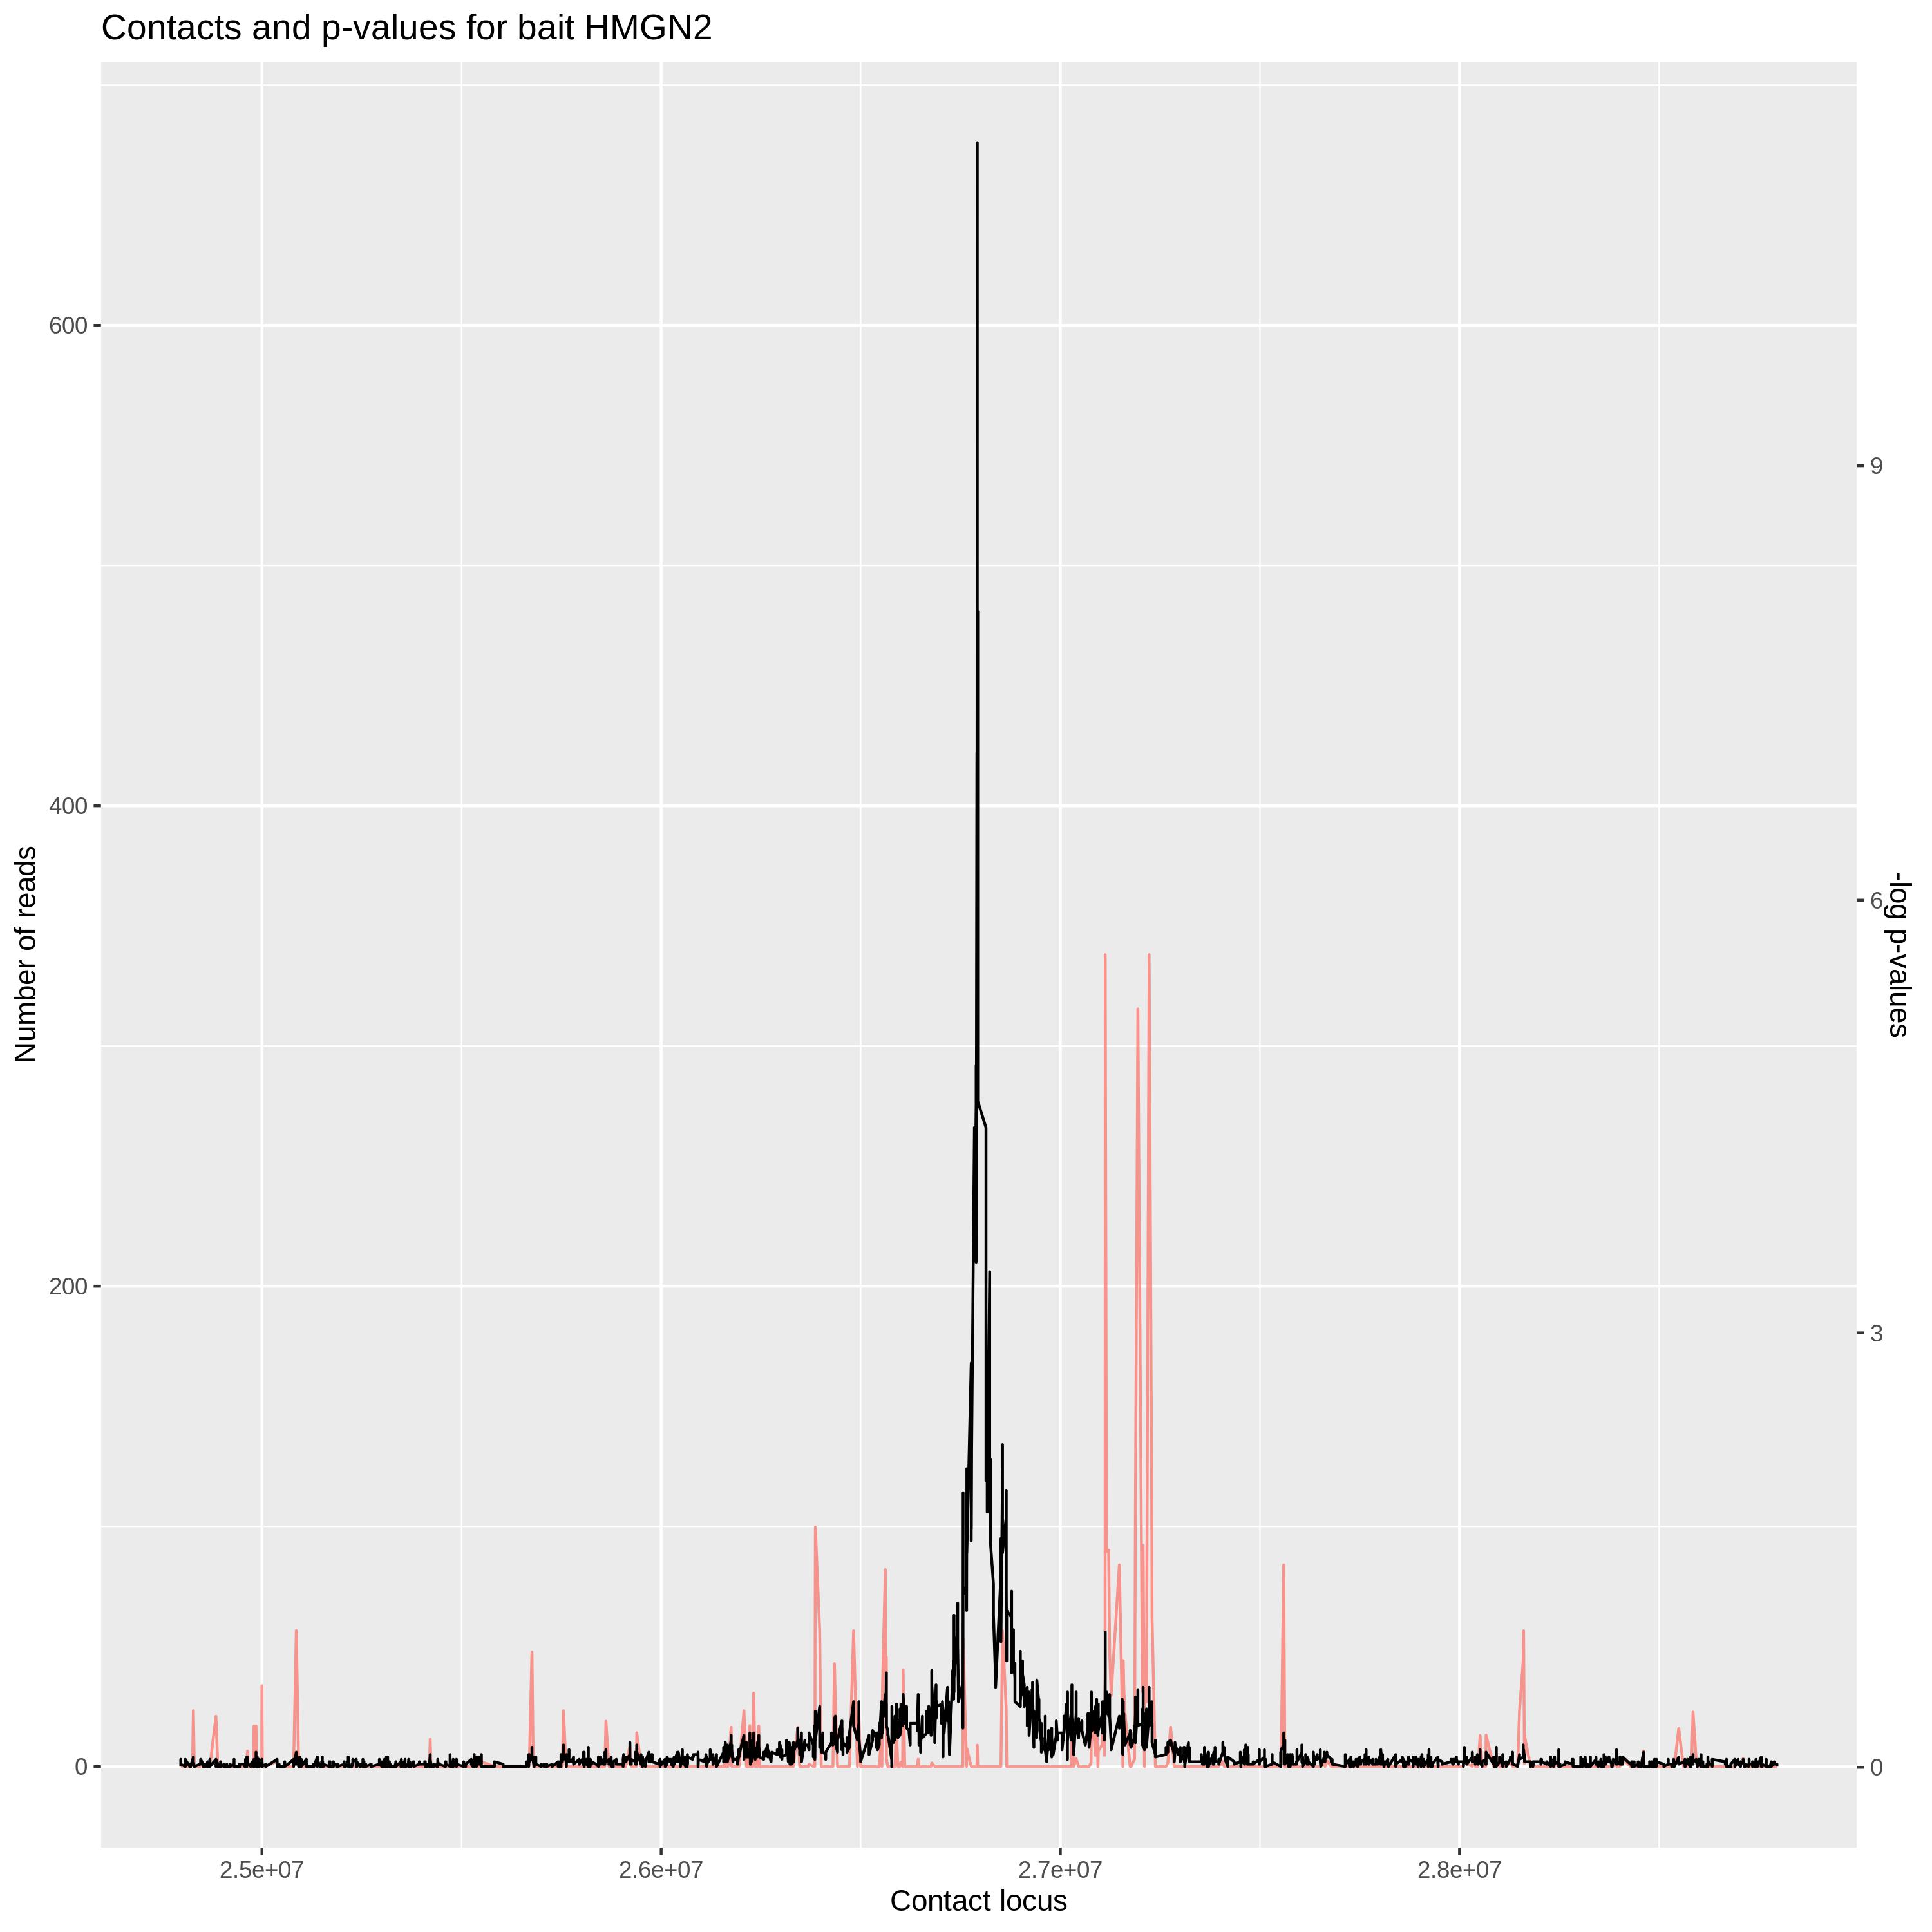 Contacts and p-values for bait HMGN2
600
400
200
0
Number of reads
9
6
3
0
-log p-values
2.5e+07
2.6e+07
2.7e+07
2.8e+07
Contact locus